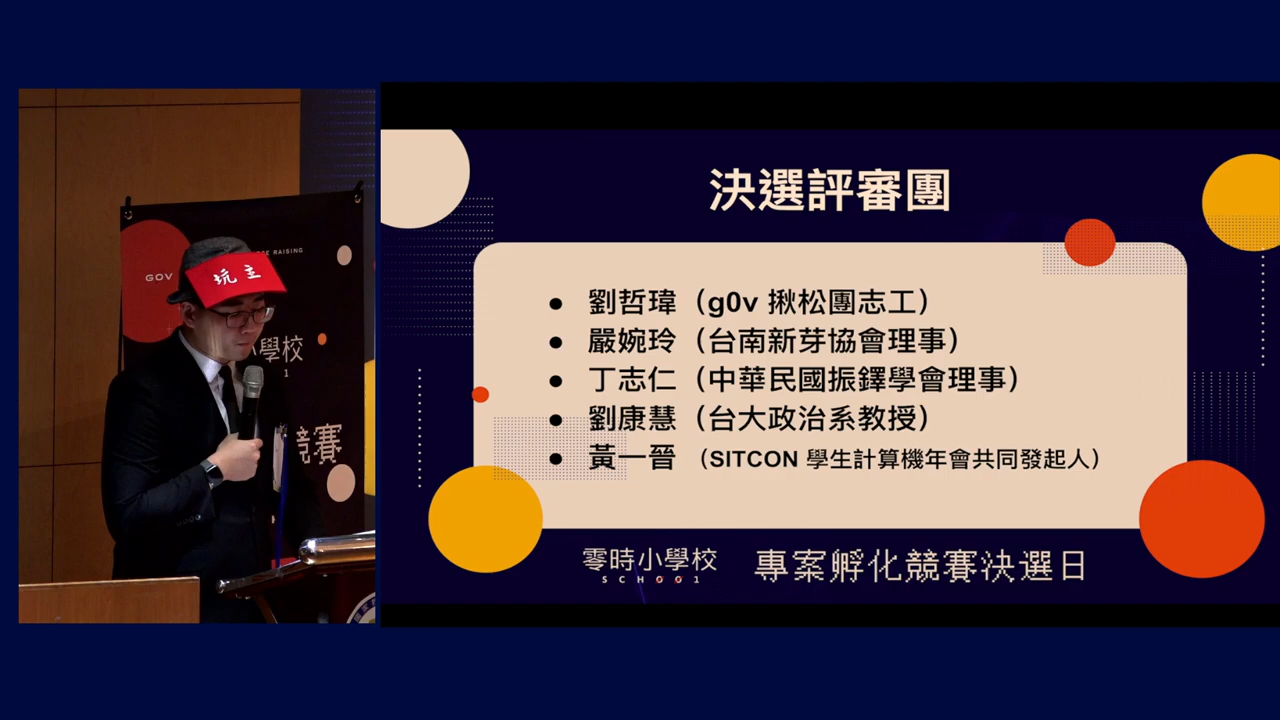 GOV
RAISING
坑主
小學校
1
競賽
決選評審團
● 劉哲瑋（g0v 揪松團志工）
● 嚴婉玲（台南新芽協會理事）
● 丁志仁（中華民國振鐸學會理事）
● 劉康慧（台大政治系教授）
● 黃一晉 （SITCON 學生計算機年會共同發起人）
零時小學校
SCHOO1
專案孵化競賽決選日